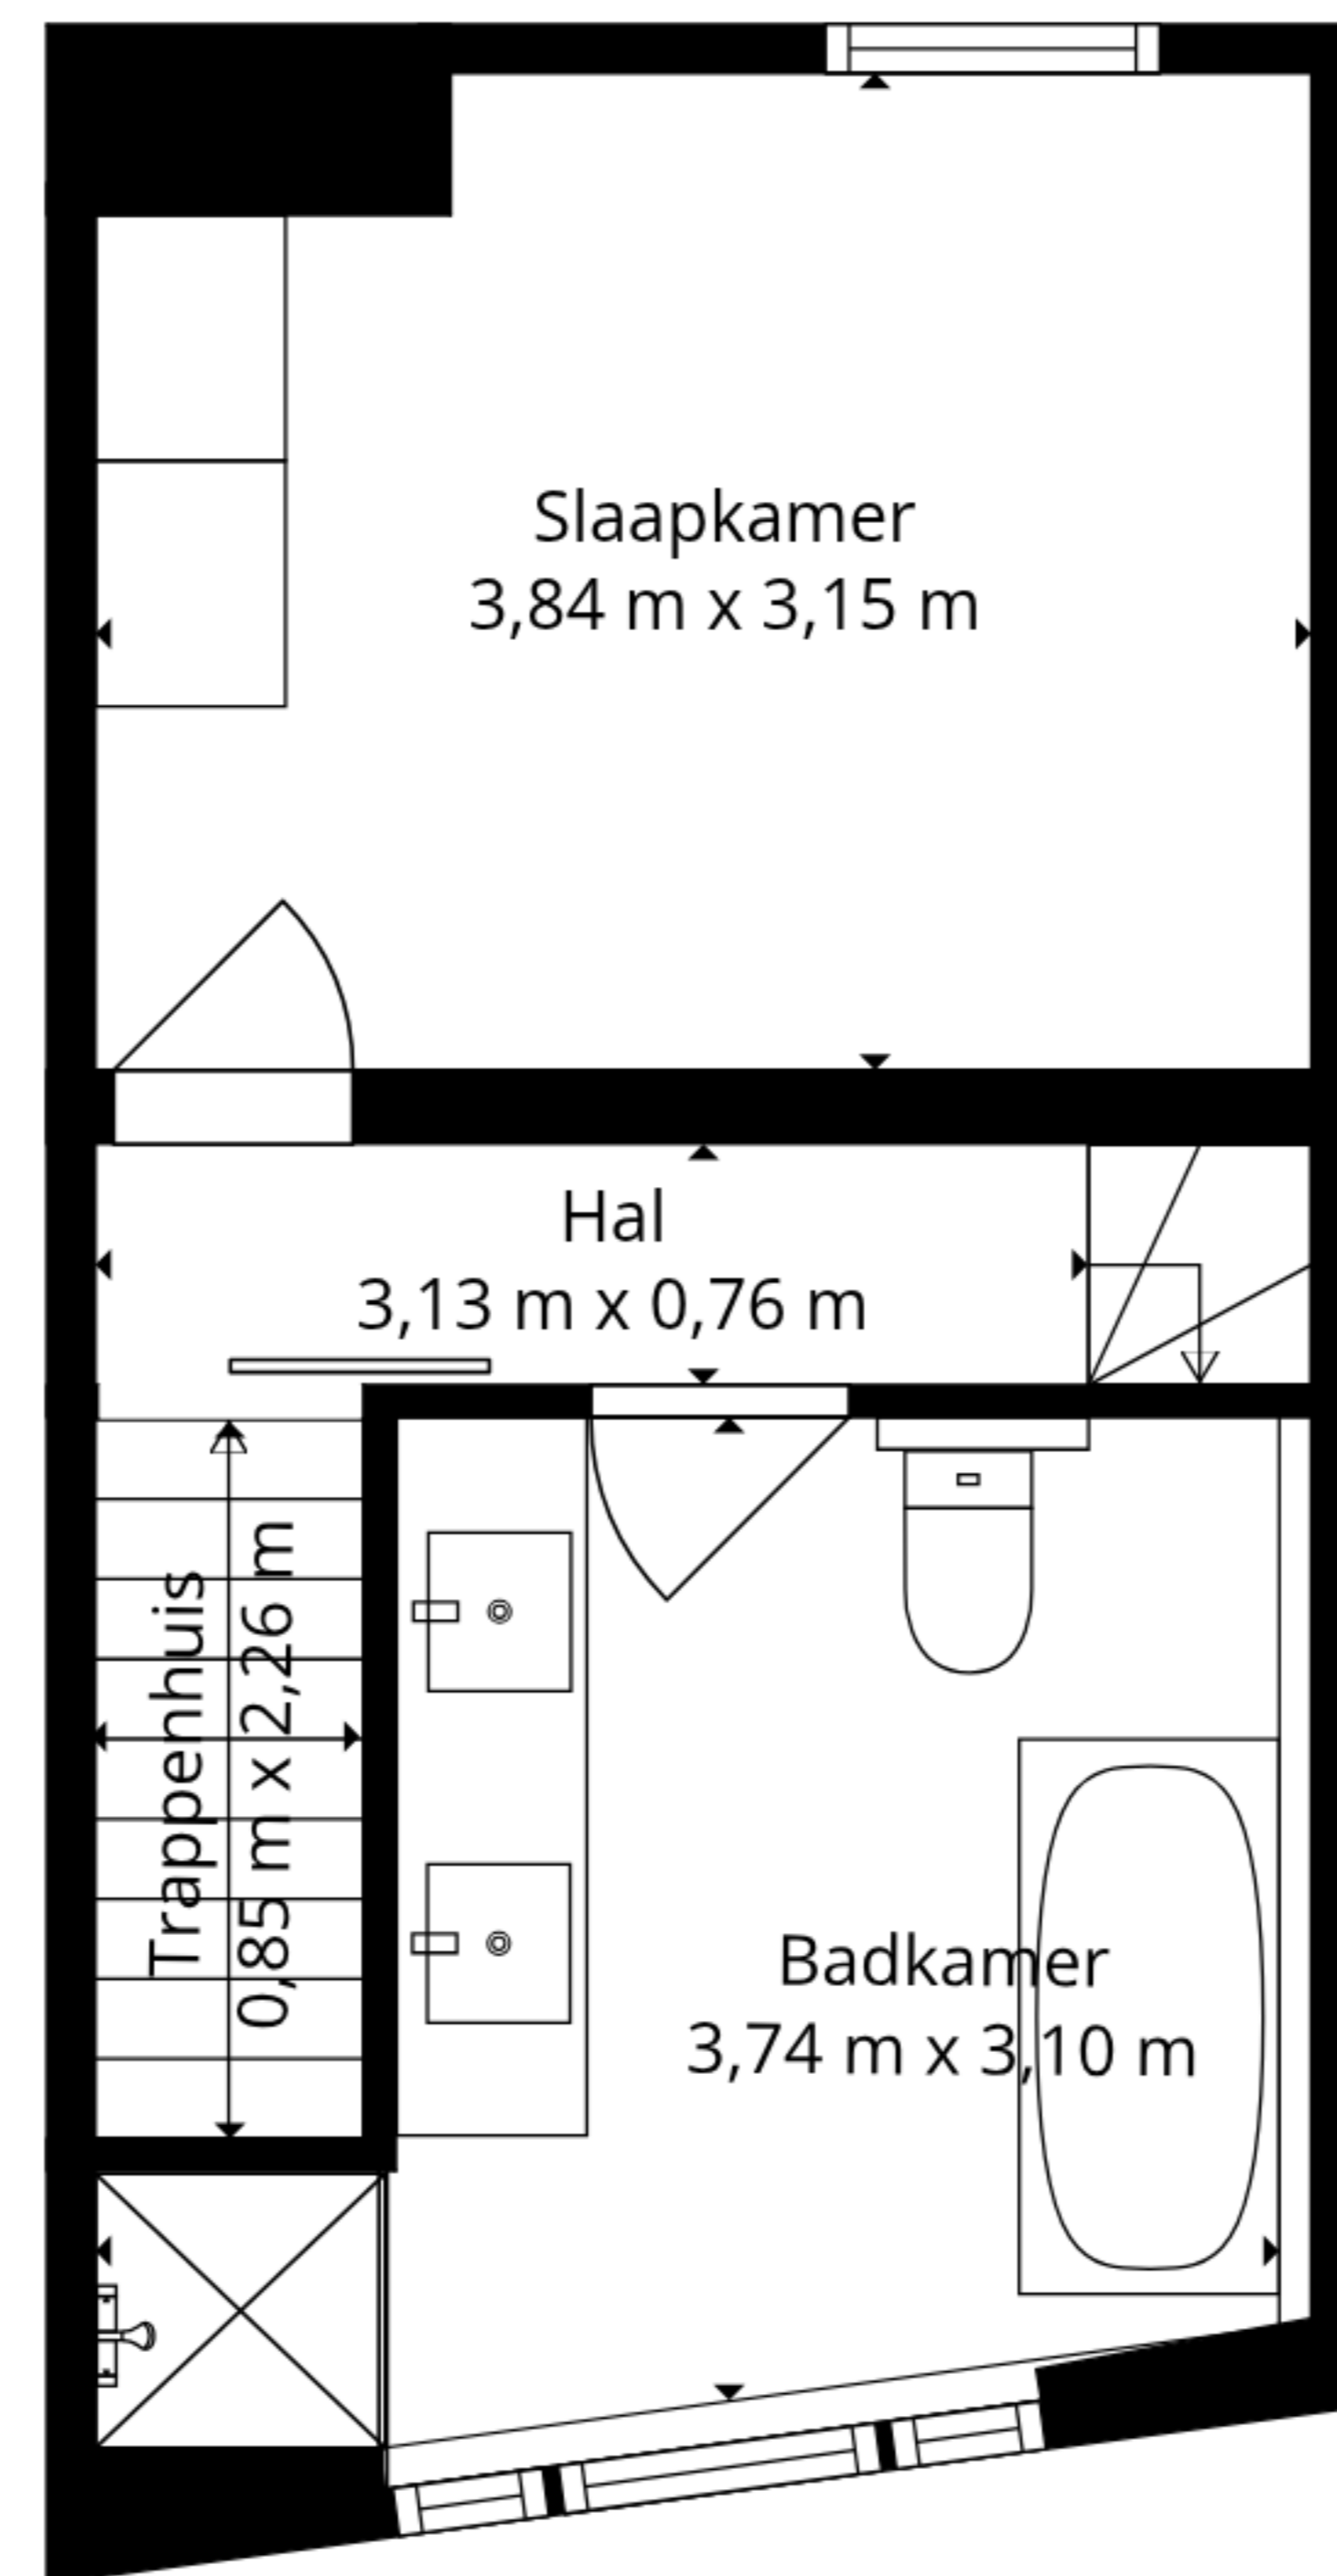 Slaapkamer
3,84 m x 3,15 m
Hal
3,13 m x 0,76 m
Trappenhuis
0,85 m x 2,26 m
Badkamer
3,74 m x 3,10 m